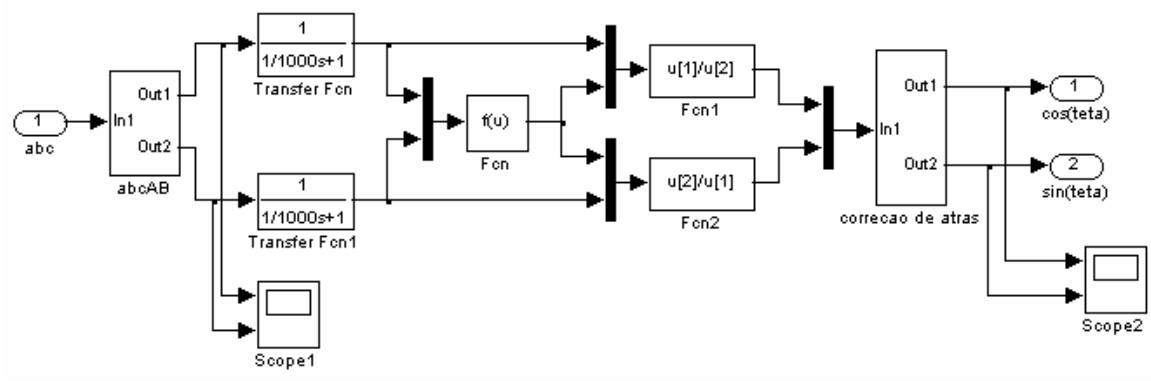 1
abc
In1
Out1
Out2
abcAB
1
1/1000s+1
Transfer Fcn
1
1/1000s+1
Transfer Fcn1
Scope1
f(u)
Fcn
u[1]/u[2]
Fcn1
u[2]/u[1]
Fcn2
In1
Out1
Out2
correcao de atras
1
cos(teta)
2
sin(teta)
Scope2